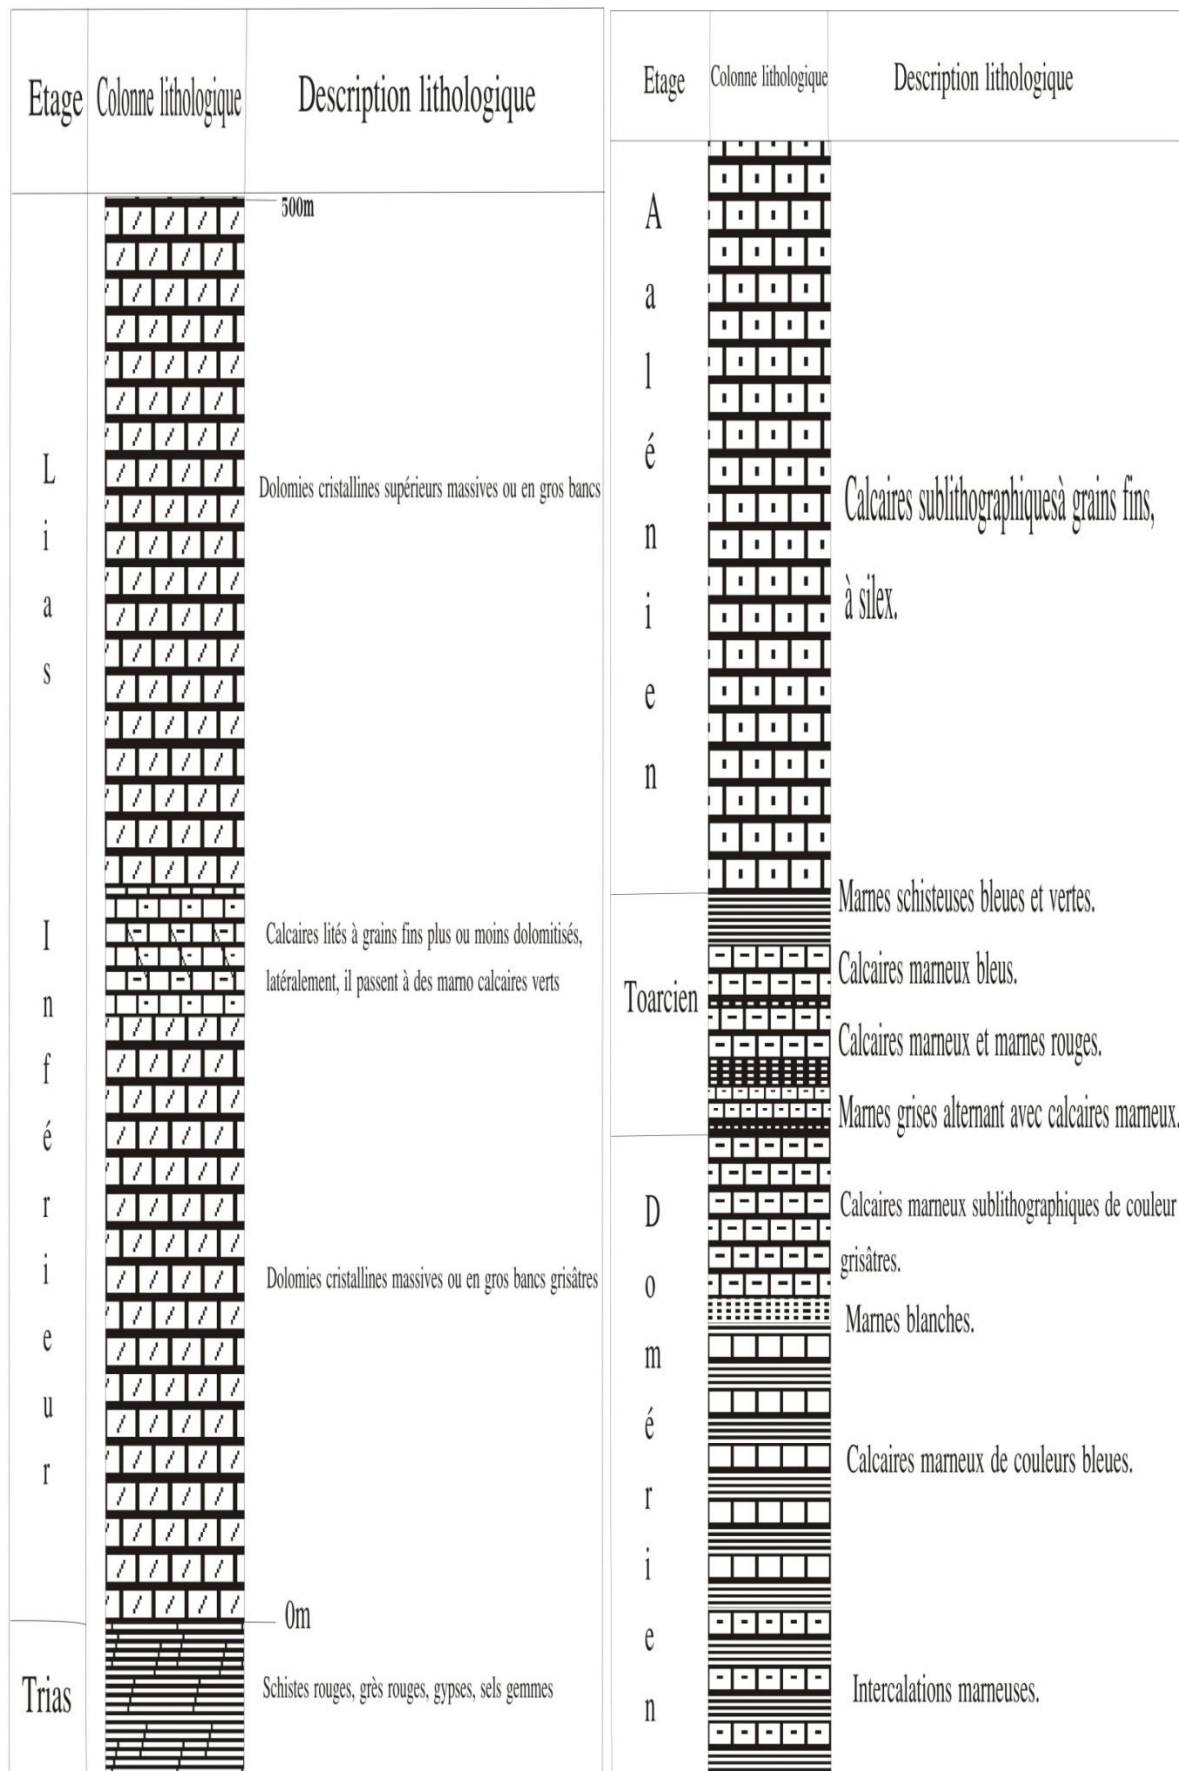 Etage
Colonne lithologique
Description lithologique
500m
Lias
Inférieur
Dolomies cristallines supérieurs massives ou en gros bancs
Calcaires lités à grains fins plus ou moins dolomitisés,
latéralement, il passent à des marno calcaires verts
Dolomies cristallines massives ou en gros bancs grisâtres
0m
Trias
Schistes rouges, grès rouges, gypses, sels gemmes
Etage
Colonne lithologique
Description lithologique
Aalénien
Calcaires sublithographiquesà grains fins,
à silex.
Toarcien
Marnes schisteuses bleues et vertes.
Calcaires marneux bleus.
Calcaires marneux et marnes rouges.
Marnes grises alternant avec calcaires marneux.
Domérien
Calcaires marneux sublithographiques de couleur
grisâtres.
Marnes blanches.
Calcaires marneux de couleurs bleues.
Intercalations marneuses.